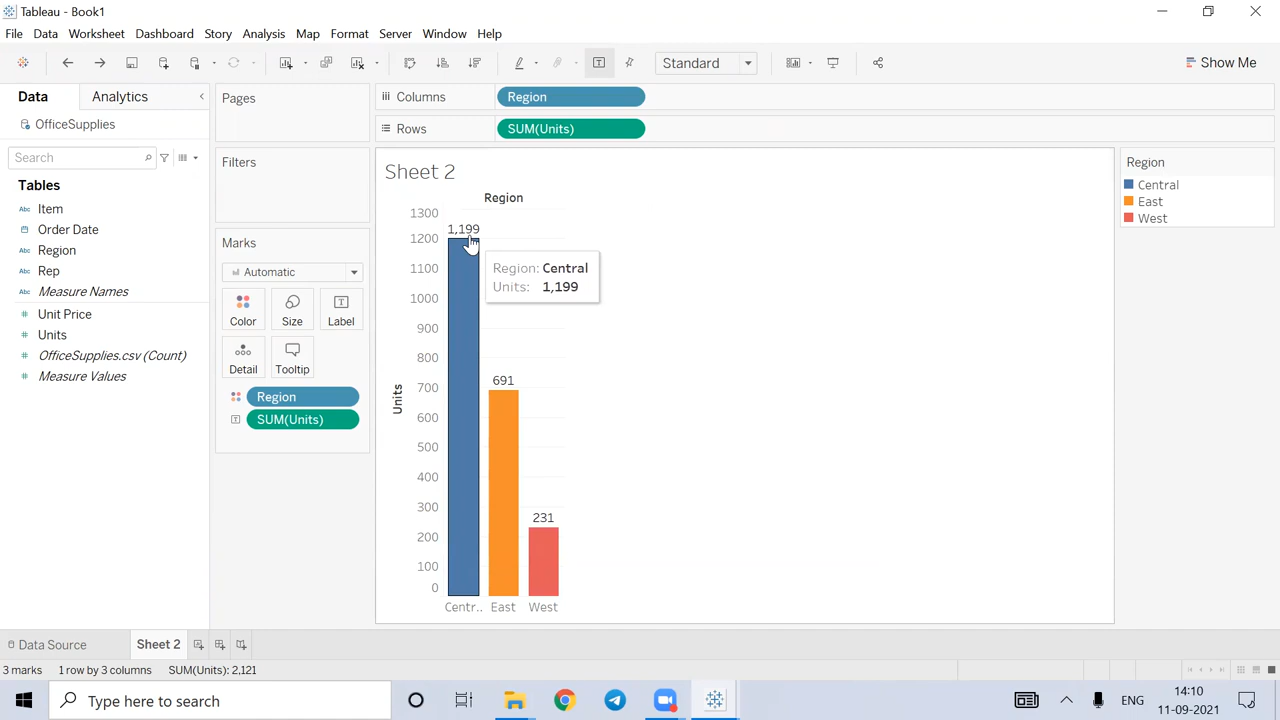 Tableau - Book1
File Data Worksheet Dashboard Story Analysis Map Format Server Window Help
Standard
Show Me
Data Analytics
OfficeSupplies
Search
Tables
Abc Item
Order Date
Abc Region
Abc Rep
Abc Measure Names
# Unit Price
# Units
# OfficeSupplies.csv (Count)
# Measure Values
Pages
Filters
Marks
Automatic
Color Size Label
Detail Tooltip
Region
SUM(Units)
Columns Region
Rows SUM(Units)
Sheet 2
Region
Units
1300
1200
1100
1000
900
800
700
600
500
400
300
200
100
0
1,199
691
231
Region: Central
Units: 1,199
Centr.. East West
Region
Central
East
West
Data Source Sheet 2
3 marks 1 row by 3 columns SUM(Units): 2,121
Type here to search
ENG
14:10
11-09-2021